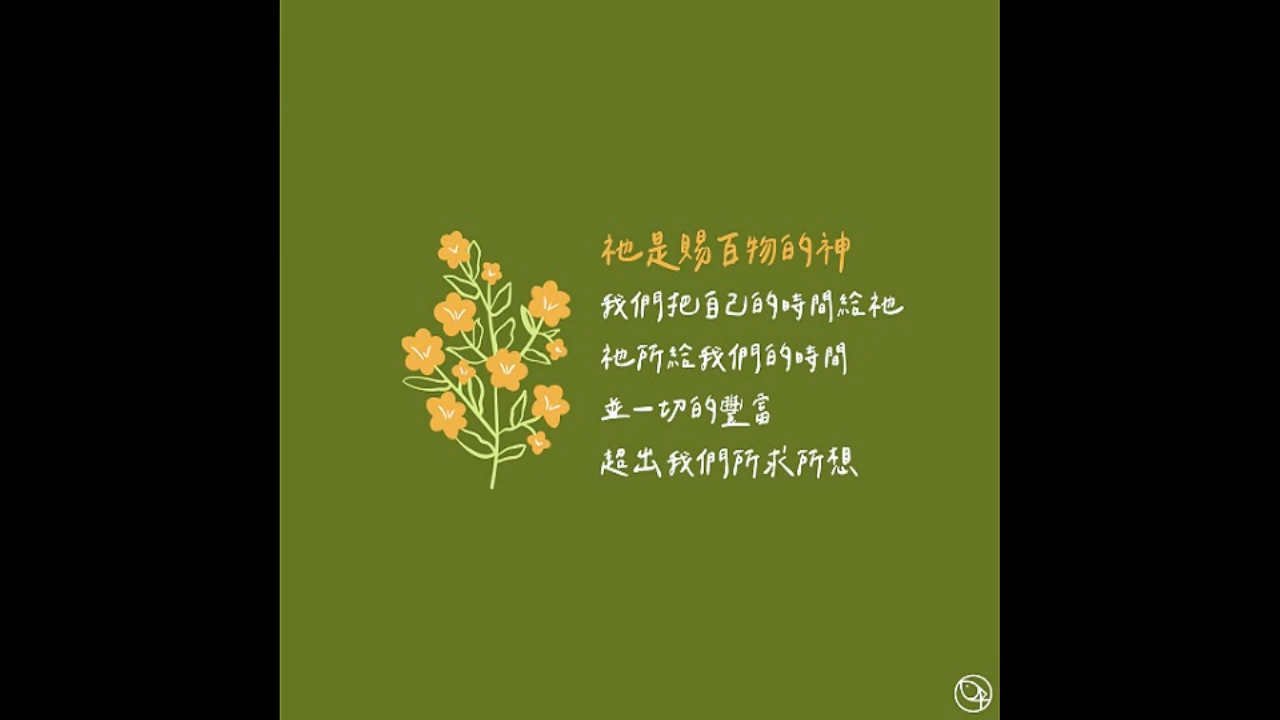 祂是賜百物的神
我們把自己的時間給祂
祂所給我們的時間
並一切的豐富
超出我們所求所想